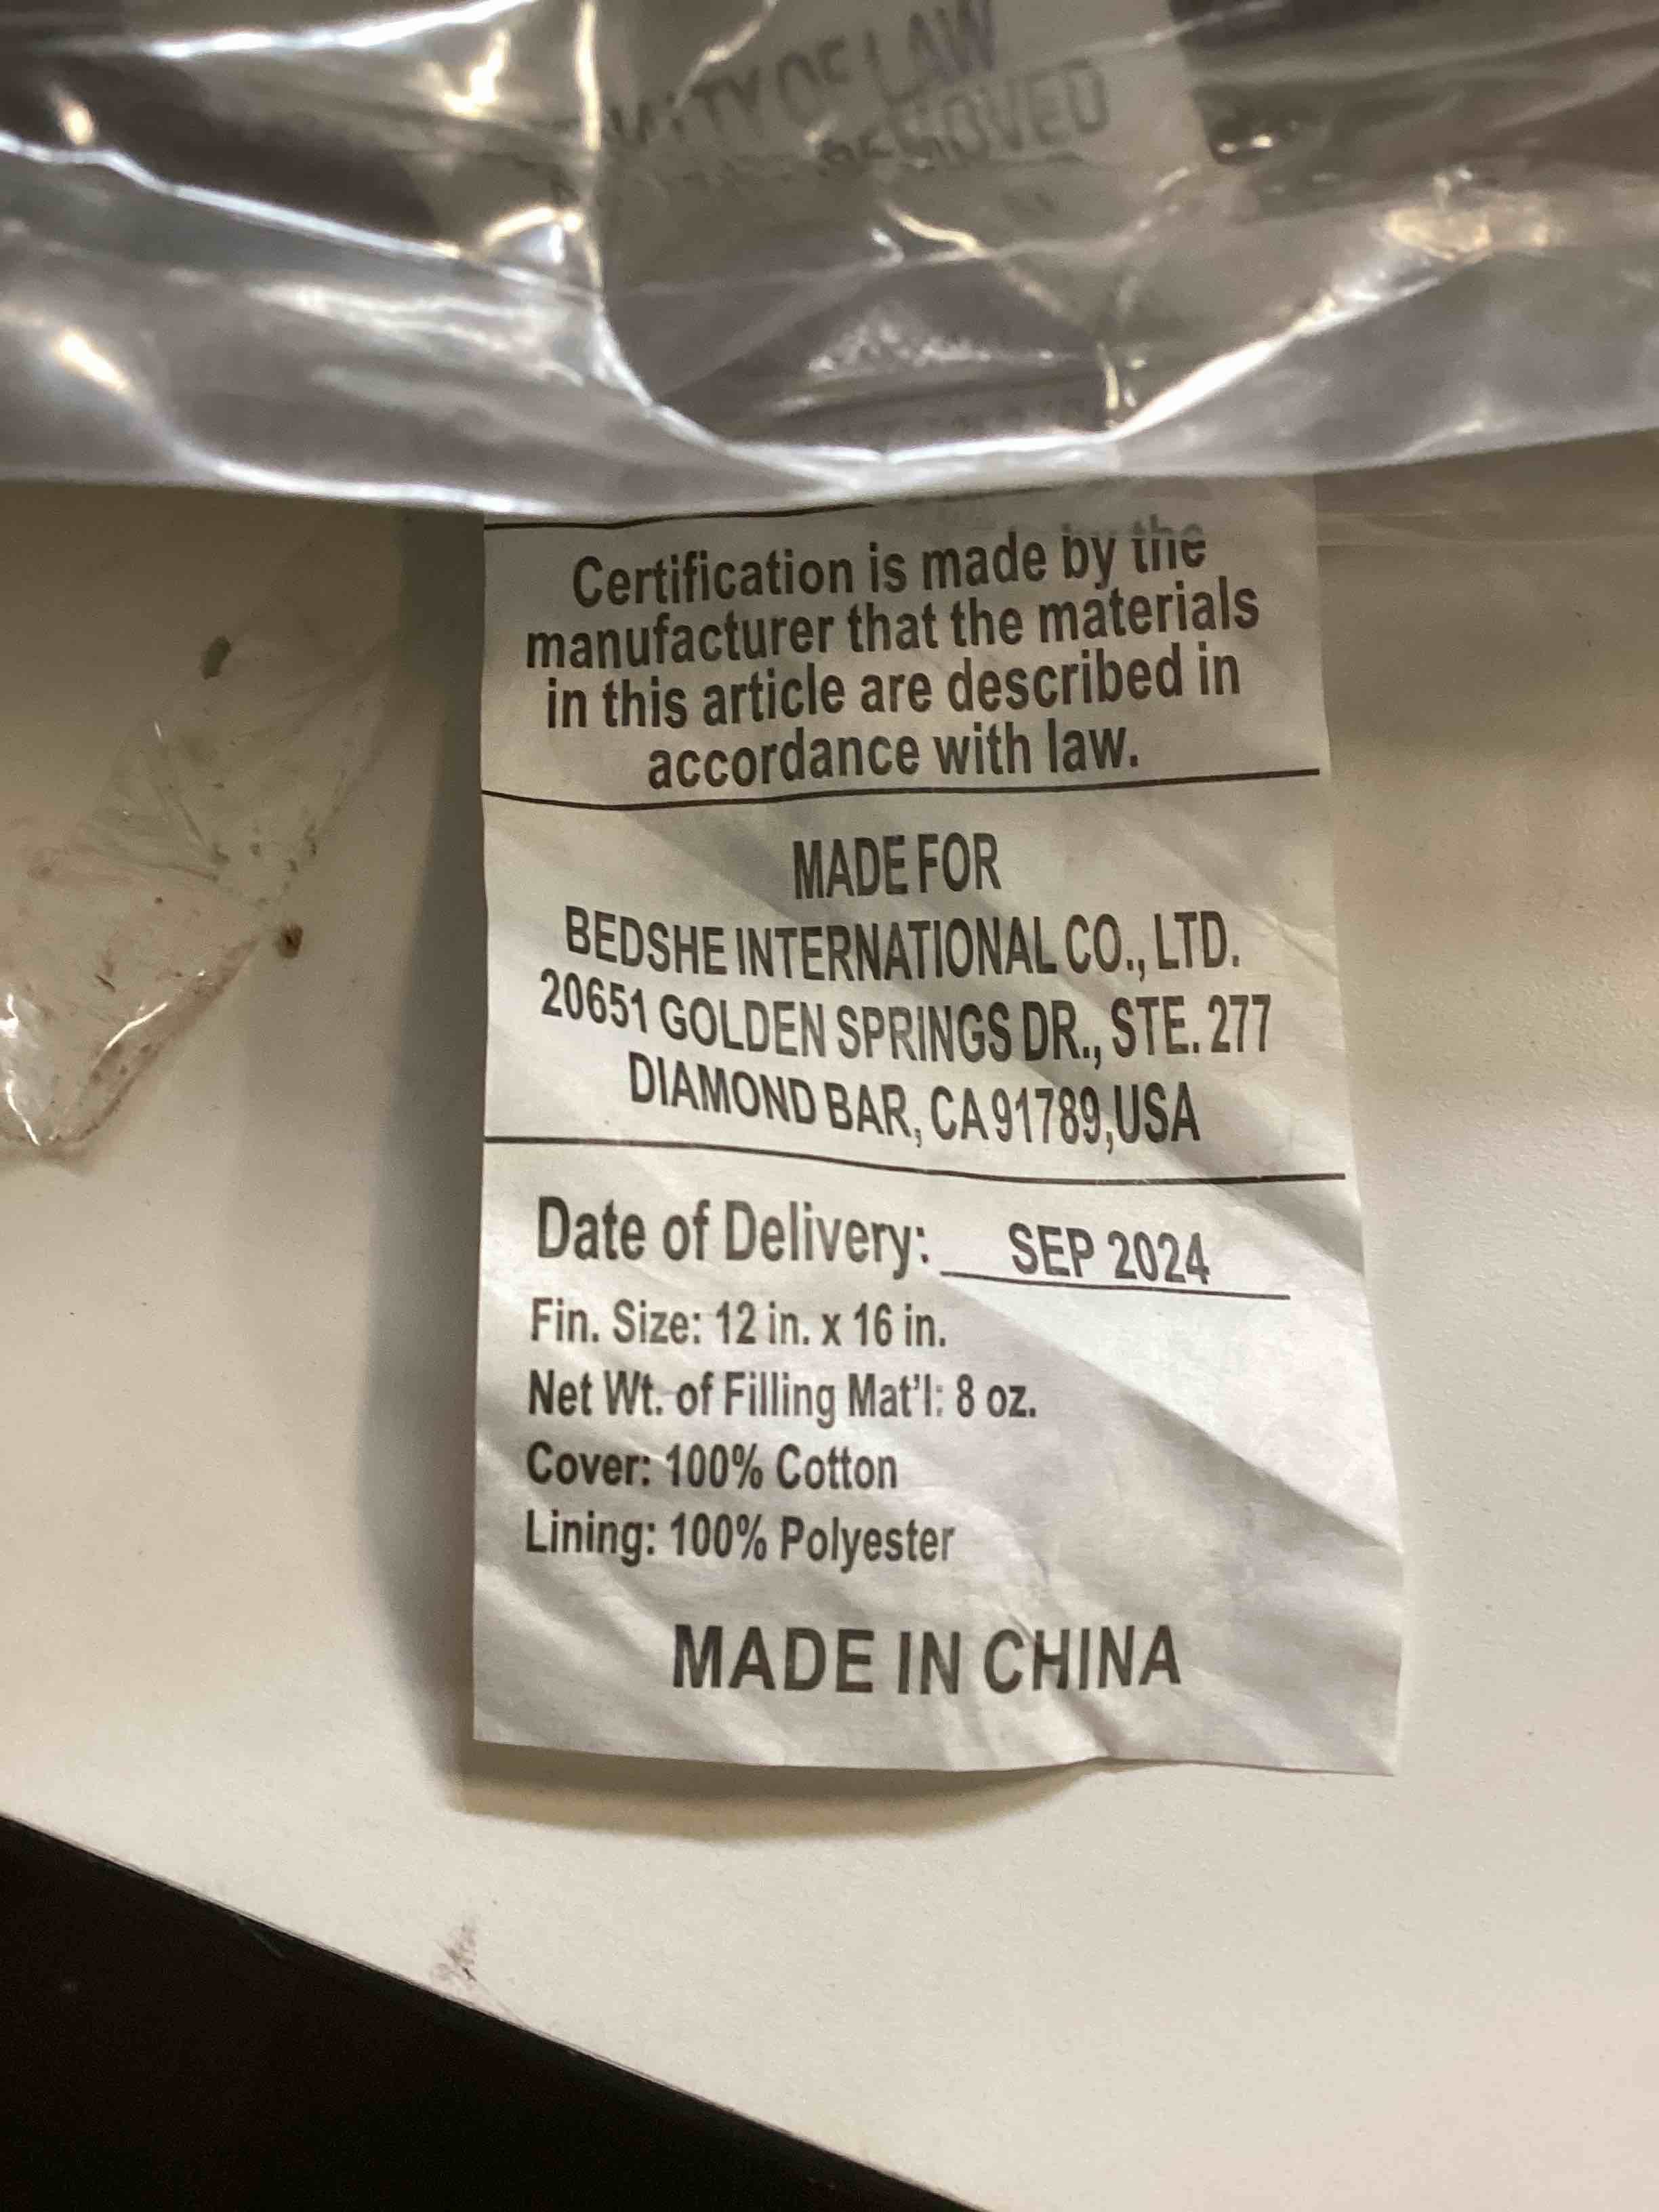 OF LAW
REMOVED
Certification is made by the
manufacturer that the materials
in this article are described in
accordance with law.
MADE FOR
BEDSHE INTERNATIONAL CO., LTD.
20651 GOLDEN SPRINGS DR., STE. 277
DIAMOND BAR, CA 91789,USA
Date of Delivery: SEP 2024
Fin. Size: 12 in. x 16 in.
Net Wt. of Filling Mat'l: 8 oz.
Cover: 100% Cotton
Lining: 100% Polyester
MADE IN CHINA